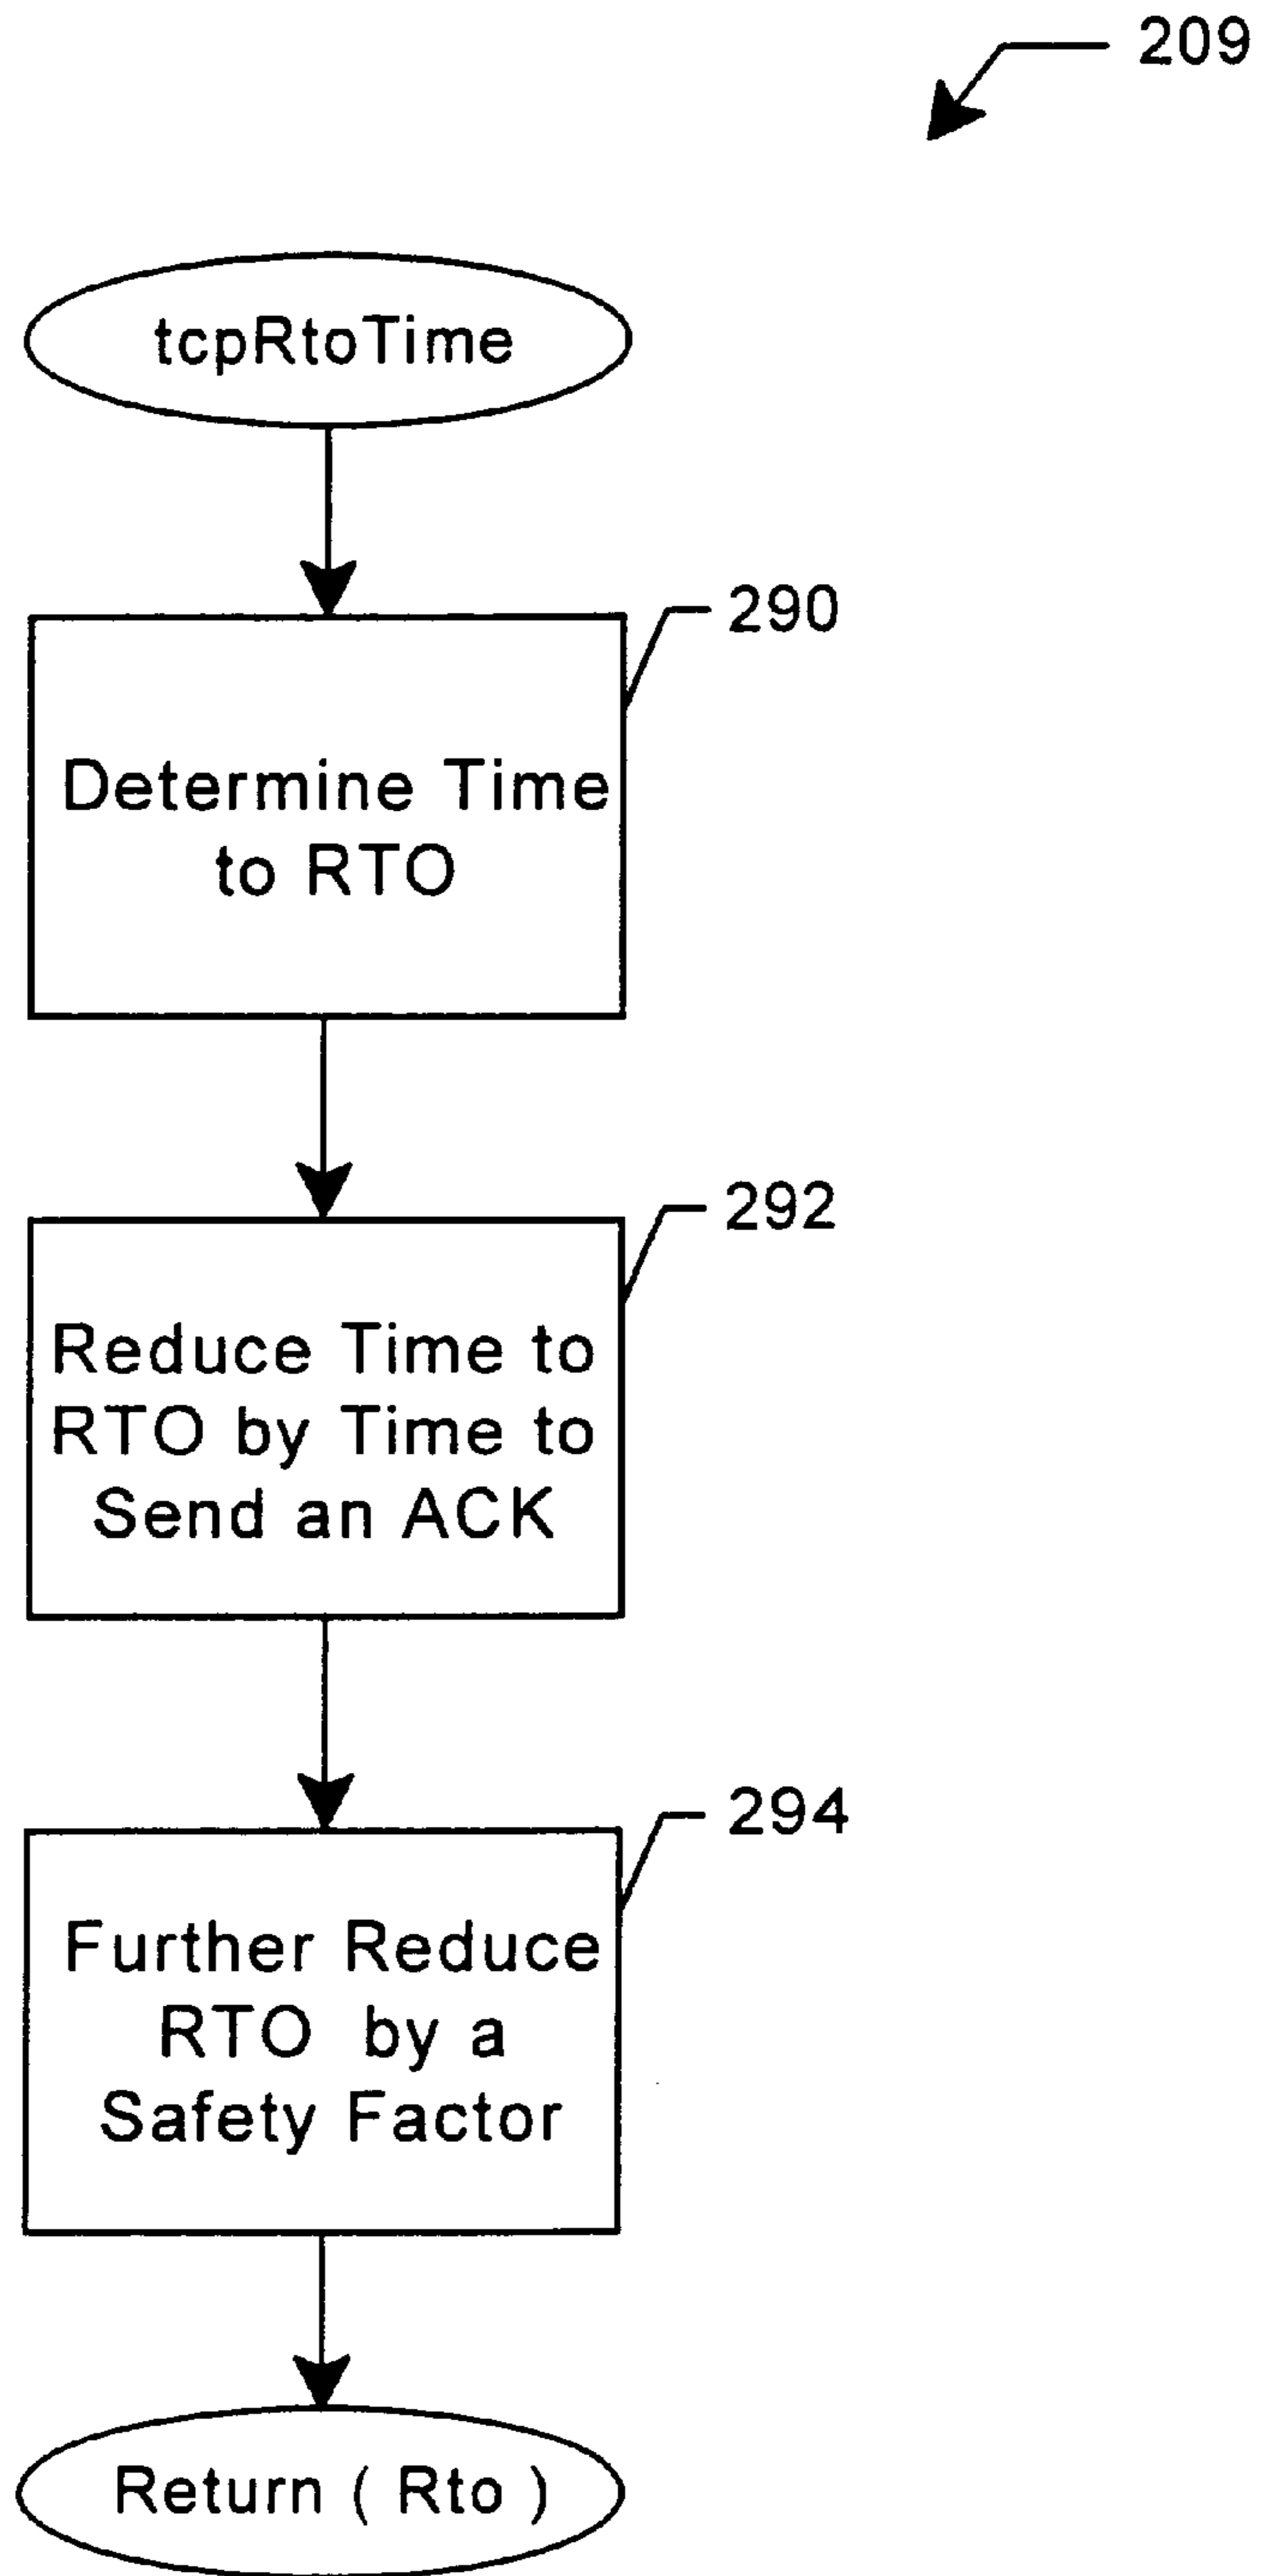 209
tcpRtoTime
290
Determine Time
to RTO
292
Reduce Time to
RTO by Time to
Send an ACK
294
Further Reduce
RTO by a
Safety Factor
Return ( Rto )